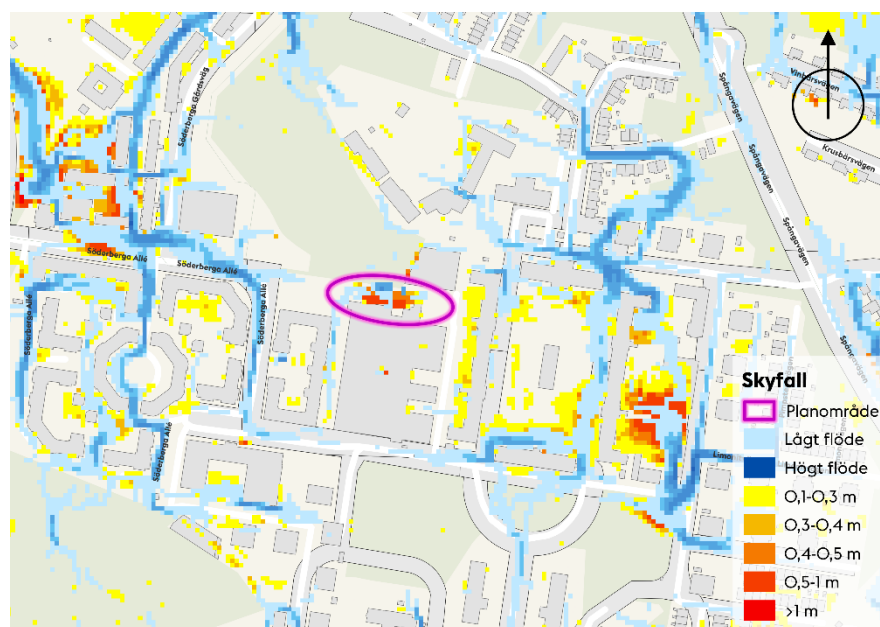 Vinbärsvägen
Krusbärsvägen
Spångavägen
Spångavägen
Spångavägen
Spångavägen
Söderberga Gårdsväg
Söderberga Allé
Söderberga Allé
Söderberga Allé
Söderberga Allé
Söderberga Allé
Skyfall
Planområde
Lågt flöde
Högt flöde
0,1-0,3 m
0,3-0,4 m
0,4-0,5 m
0,5-1 m
>1 m